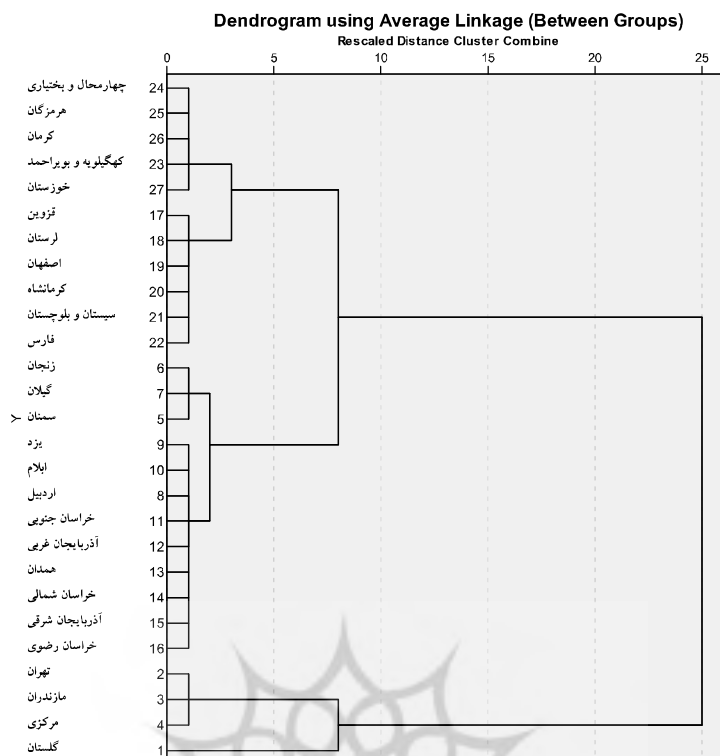 Dendrogram using Average Linkage (Between Groups)
Rescaled Distance Cluster Combine
0 5 10 15 20 25
چهارمحال و بختیاری 24
هرمزگان 25
کرمان 26
کهگیلویه و بویراحمد 23
خوزستان 27
قزوین 17
لرستان 18
اصفهان 19
کرمانشاه 20
سیستان و بلوچستان 21
فارس 22
زنجان 6
گیلان 7
Y سمنان 5
یزد 9
ایلام 10
اردبیل 8
خراسان جنوبی 11
آذربایجان غربی 12
همدان 13
خراسان شمالی 14
آذربایجان شرقی 15
خراسان رضوی 16
تهران 2
مازندران 3
مرکزی 4
گلستان 1